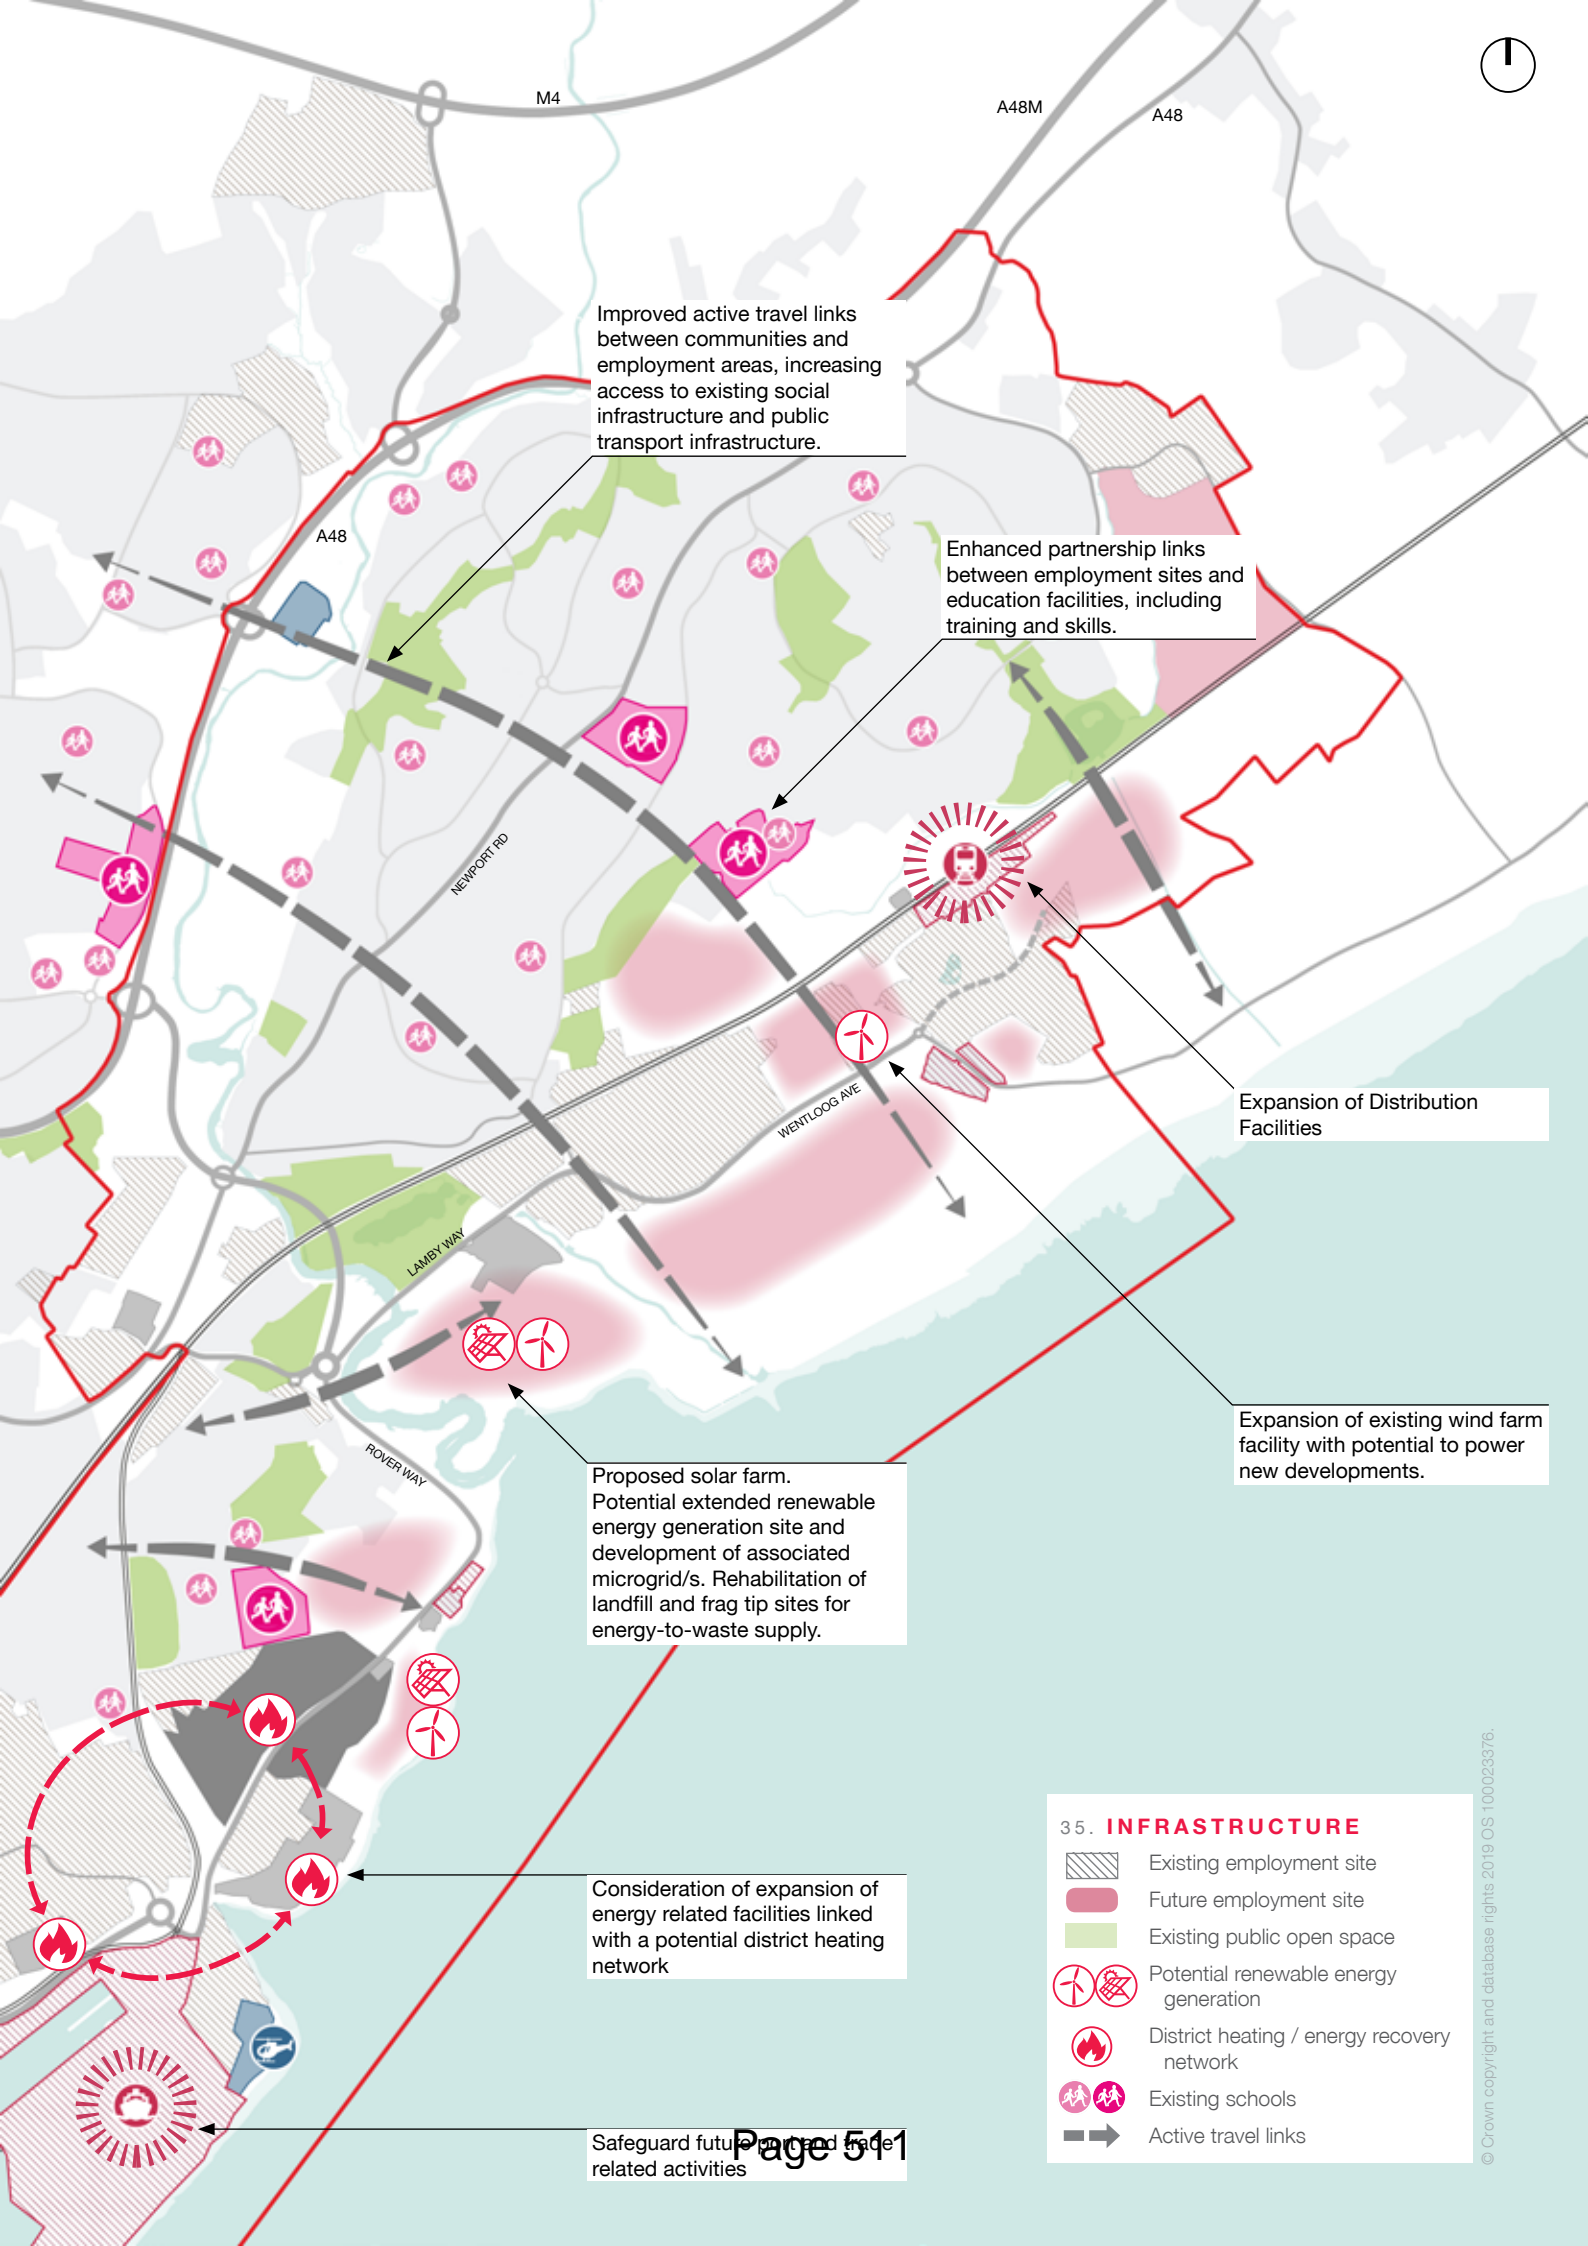 M4
A48M
A48
Improved active travel links
between communities and
employment areas, increasing
access to existing social
infrastructure and public
transport infrastructure.
A48
Enhanced partnership links
between employment sites and
education facilities, including
training and skills.
NEWPORT RD
WENTLOOG AVE
Expansion of Distribution
Facilities
LAMBY WAY
ROVER WAY
Expansion of existing wind farm
facility with potential to power
new developments.
Proposed solar farm.
Potential extended renewable
energy generation site and
development of associated
microgrid/s. Rehabilitation of
landfill and frag tip sites for
energy-to-waste supply.
Consideration of expansion of
energy related facilities linked
with a potential district heating
network
Safeguard future port and trade
related activities
Page 511
35. INFRASTRUCTURE
Existing employment site
Future employment site
Existing public open space
Potential renewable energy
generation
District heating / energy recovery
network
Existing schools
Active travel links
© Crown copyright and database rights 2019 OS 100023376.